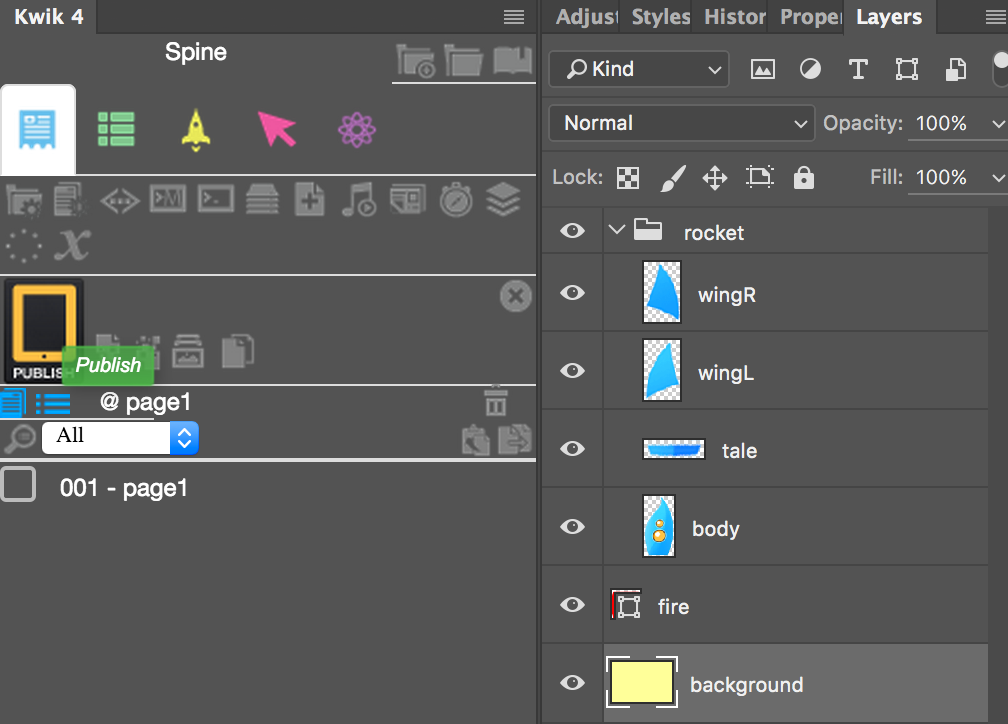 Kwik 4
Spine
PUBLIS
Publish
@ page1
All
001 - page1
Adjust Styles Histor Proper Layers
Kind
T
Normal Opacity: 100%
Lock: Fill: 100%
rocket
wingR
wingL
tale
body
fire
background